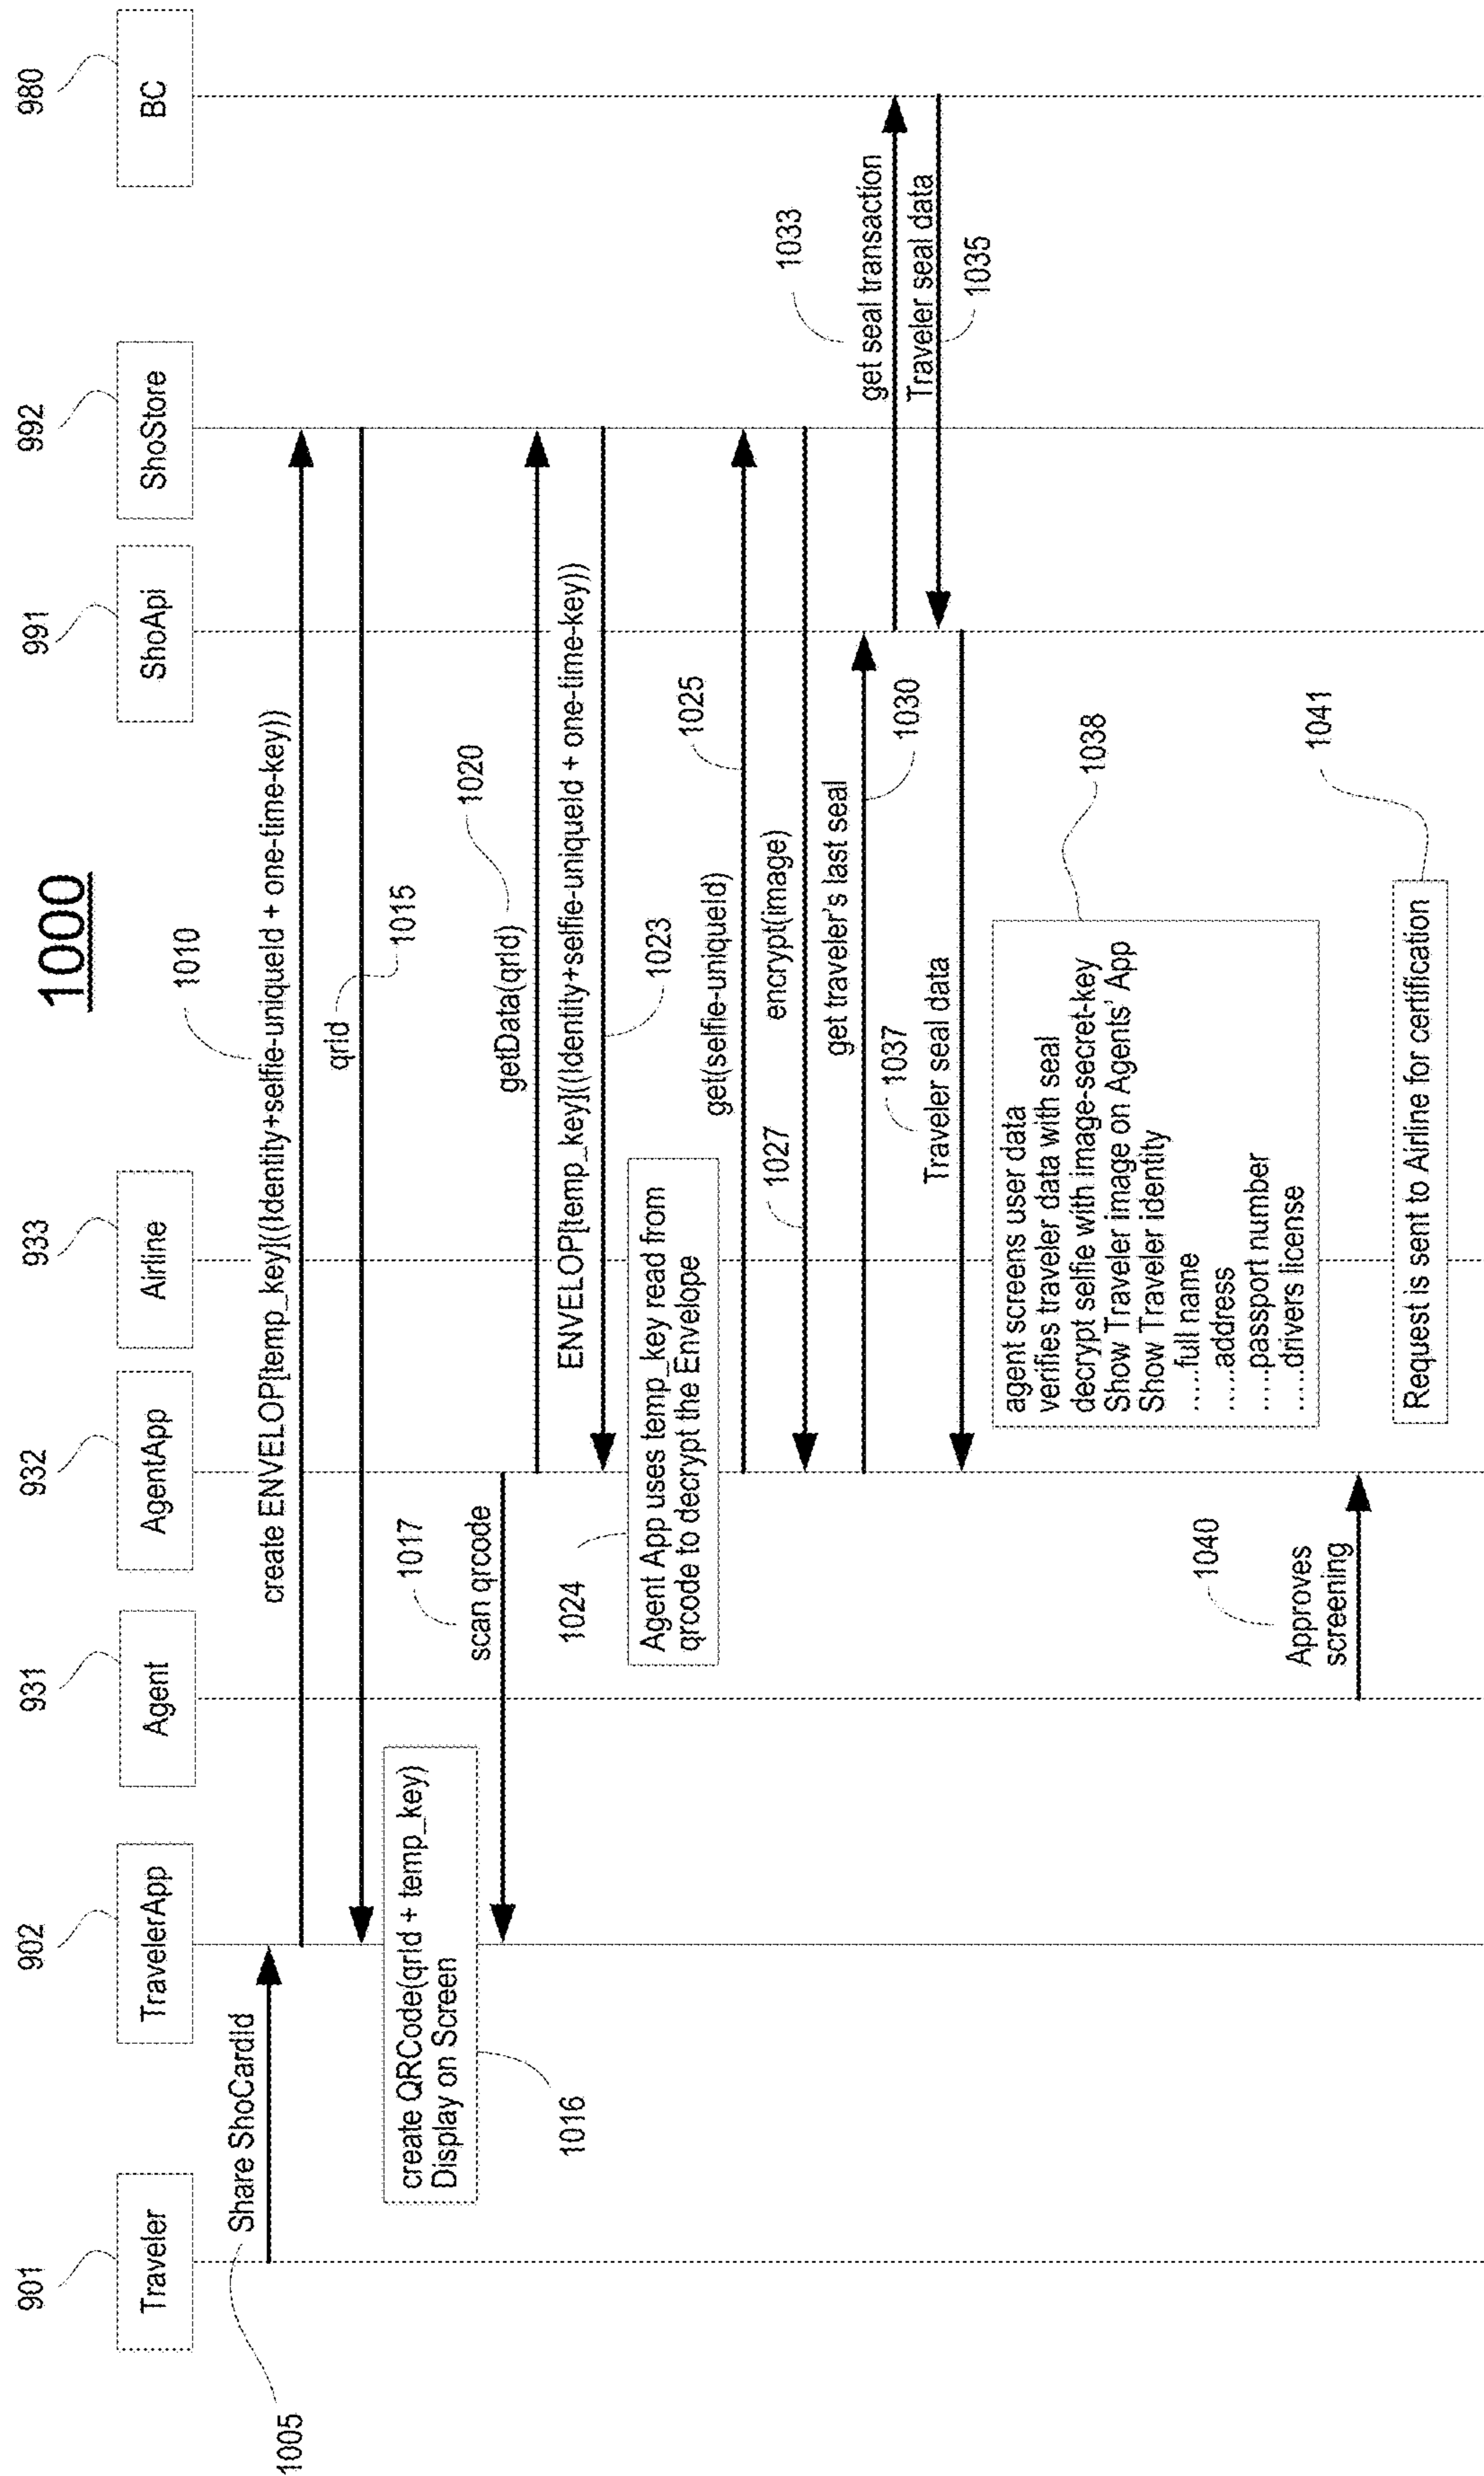 1000
901
902
931
932
933
991
992
980
Traveler
TravelerApp
Agent
AgentApp
Airline
ShoApi
ShoStore
BC
1005
Share ShoCardId
1010
create ENVELOP[temp_key]((Identity+selfie-uniqueId + one-time-key))
qrId
1015
create QRCode(qrId + temp_key)
Display on Screen
1016
1017
scan qrcode
getData(qrId)
1020
ENVELOP[temp_key]((Identity+selfie-uniqueId + one-time-key))
1023
1024
Agent App uses temp_key read from
qrcode to decrypt the Envelope
get(selfie-uniqueId)
1025
1027
encrypt(image)
get traveler's last seal
1030
1033
get seal transaction
Traveler seal data
1035
1037
Traveler seal data
1038
agent screens user data
verifies traveler data with seal
decrypt selfie with image-secret-key
Show Traveler image on Agents' App
Show Traveler identity
.....full name
.....address
.....passport number
.....drivers license
1040
Approves
screening
1041
Request is sent to Airline for certification